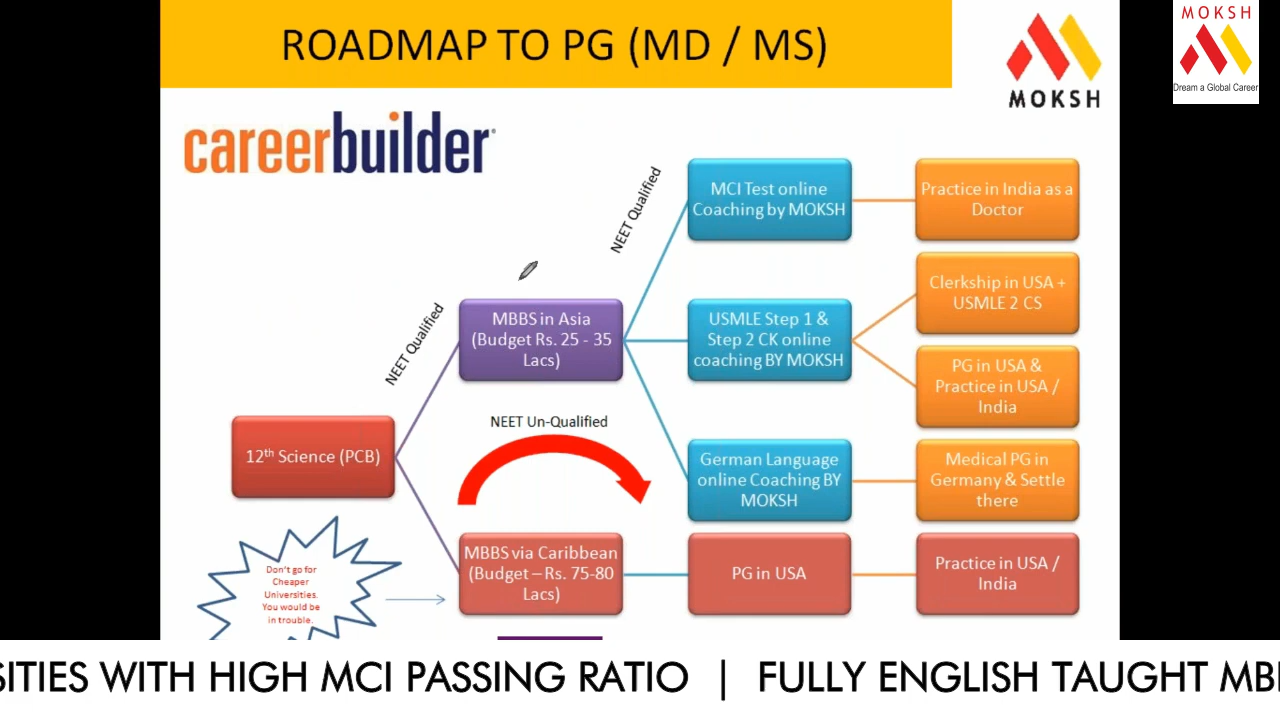 ROADMAP TO PG (MD / MS)
MOKSH
MOKSH
Dream a Global Career
careerbuilder
12th Science (PCB)
NEET Qualified
MBBS in Asia
(Budget Rs. 25 - 35
Lacs)
NEET Qualified
MCI Test online
Coaching by MOKSH
Practice in India as a
Doctor
USMLE Step 1 &
Step 2 CK online
coaching BY MOKSH
Clerkship in USA +
USMLE 2 CS
PG in USA &
Practice in USA /
India
German Language
online Coaching BY
MOKSH
Medical PG in
Germany & Settle
there
NEET Un-Qualified
MBBS via Caribbean
(Budget – Rs. 75-80
Lacs)
PG in USA
Practice in USA /
India
Don't go for
Cheaper
Universities.
You would be
in trouble.
SITIES WITH HIGH MCI PASSING RATIO | FULLY ENGLISH TAUGHT